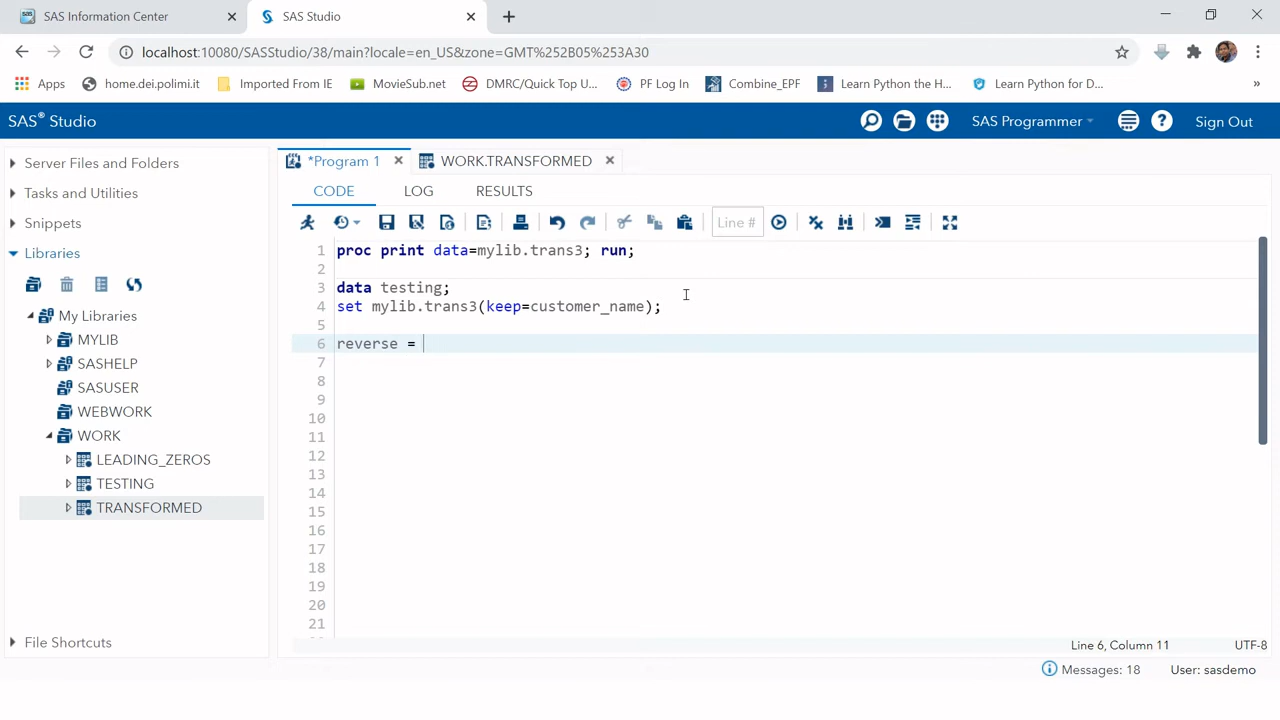 SAS Information Center
SAS Studio
localhost:10080/SASStudio/38/main?locale=en_US&zone=GMT%252B05%253A30
Apps home.dei.polimi.it Imported From IE MovieSub.net DMRC/Quick Top U... PF Log In Combine_EPF Learn Python the H... Learn Python for D... »
SAS® Studio SAS Programmer Sign Out
Server Files and Folders
Tasks and Utilities
Snippets
Libraries
My Libraries
MYLIB
SASHELP
SASUSER
WEBWORK
WORK
LEADING_ZEROS
TESTING
TRANSFORMED
File Shortcuts
*Program 1 WORK.TRANSFORMED
CODE LOG RESULTS
Line #
1 proc print data=mylib.trans3; run;
2
3 data testing;
4 set mylib.trans3(keep=customer_name);
5
6 reverse =
7
8
9
10
11
12
13
14
15
16
17
18
19
20
21
Line 6, Column 11 UTF-8
Messages: 18 User: sasdemo